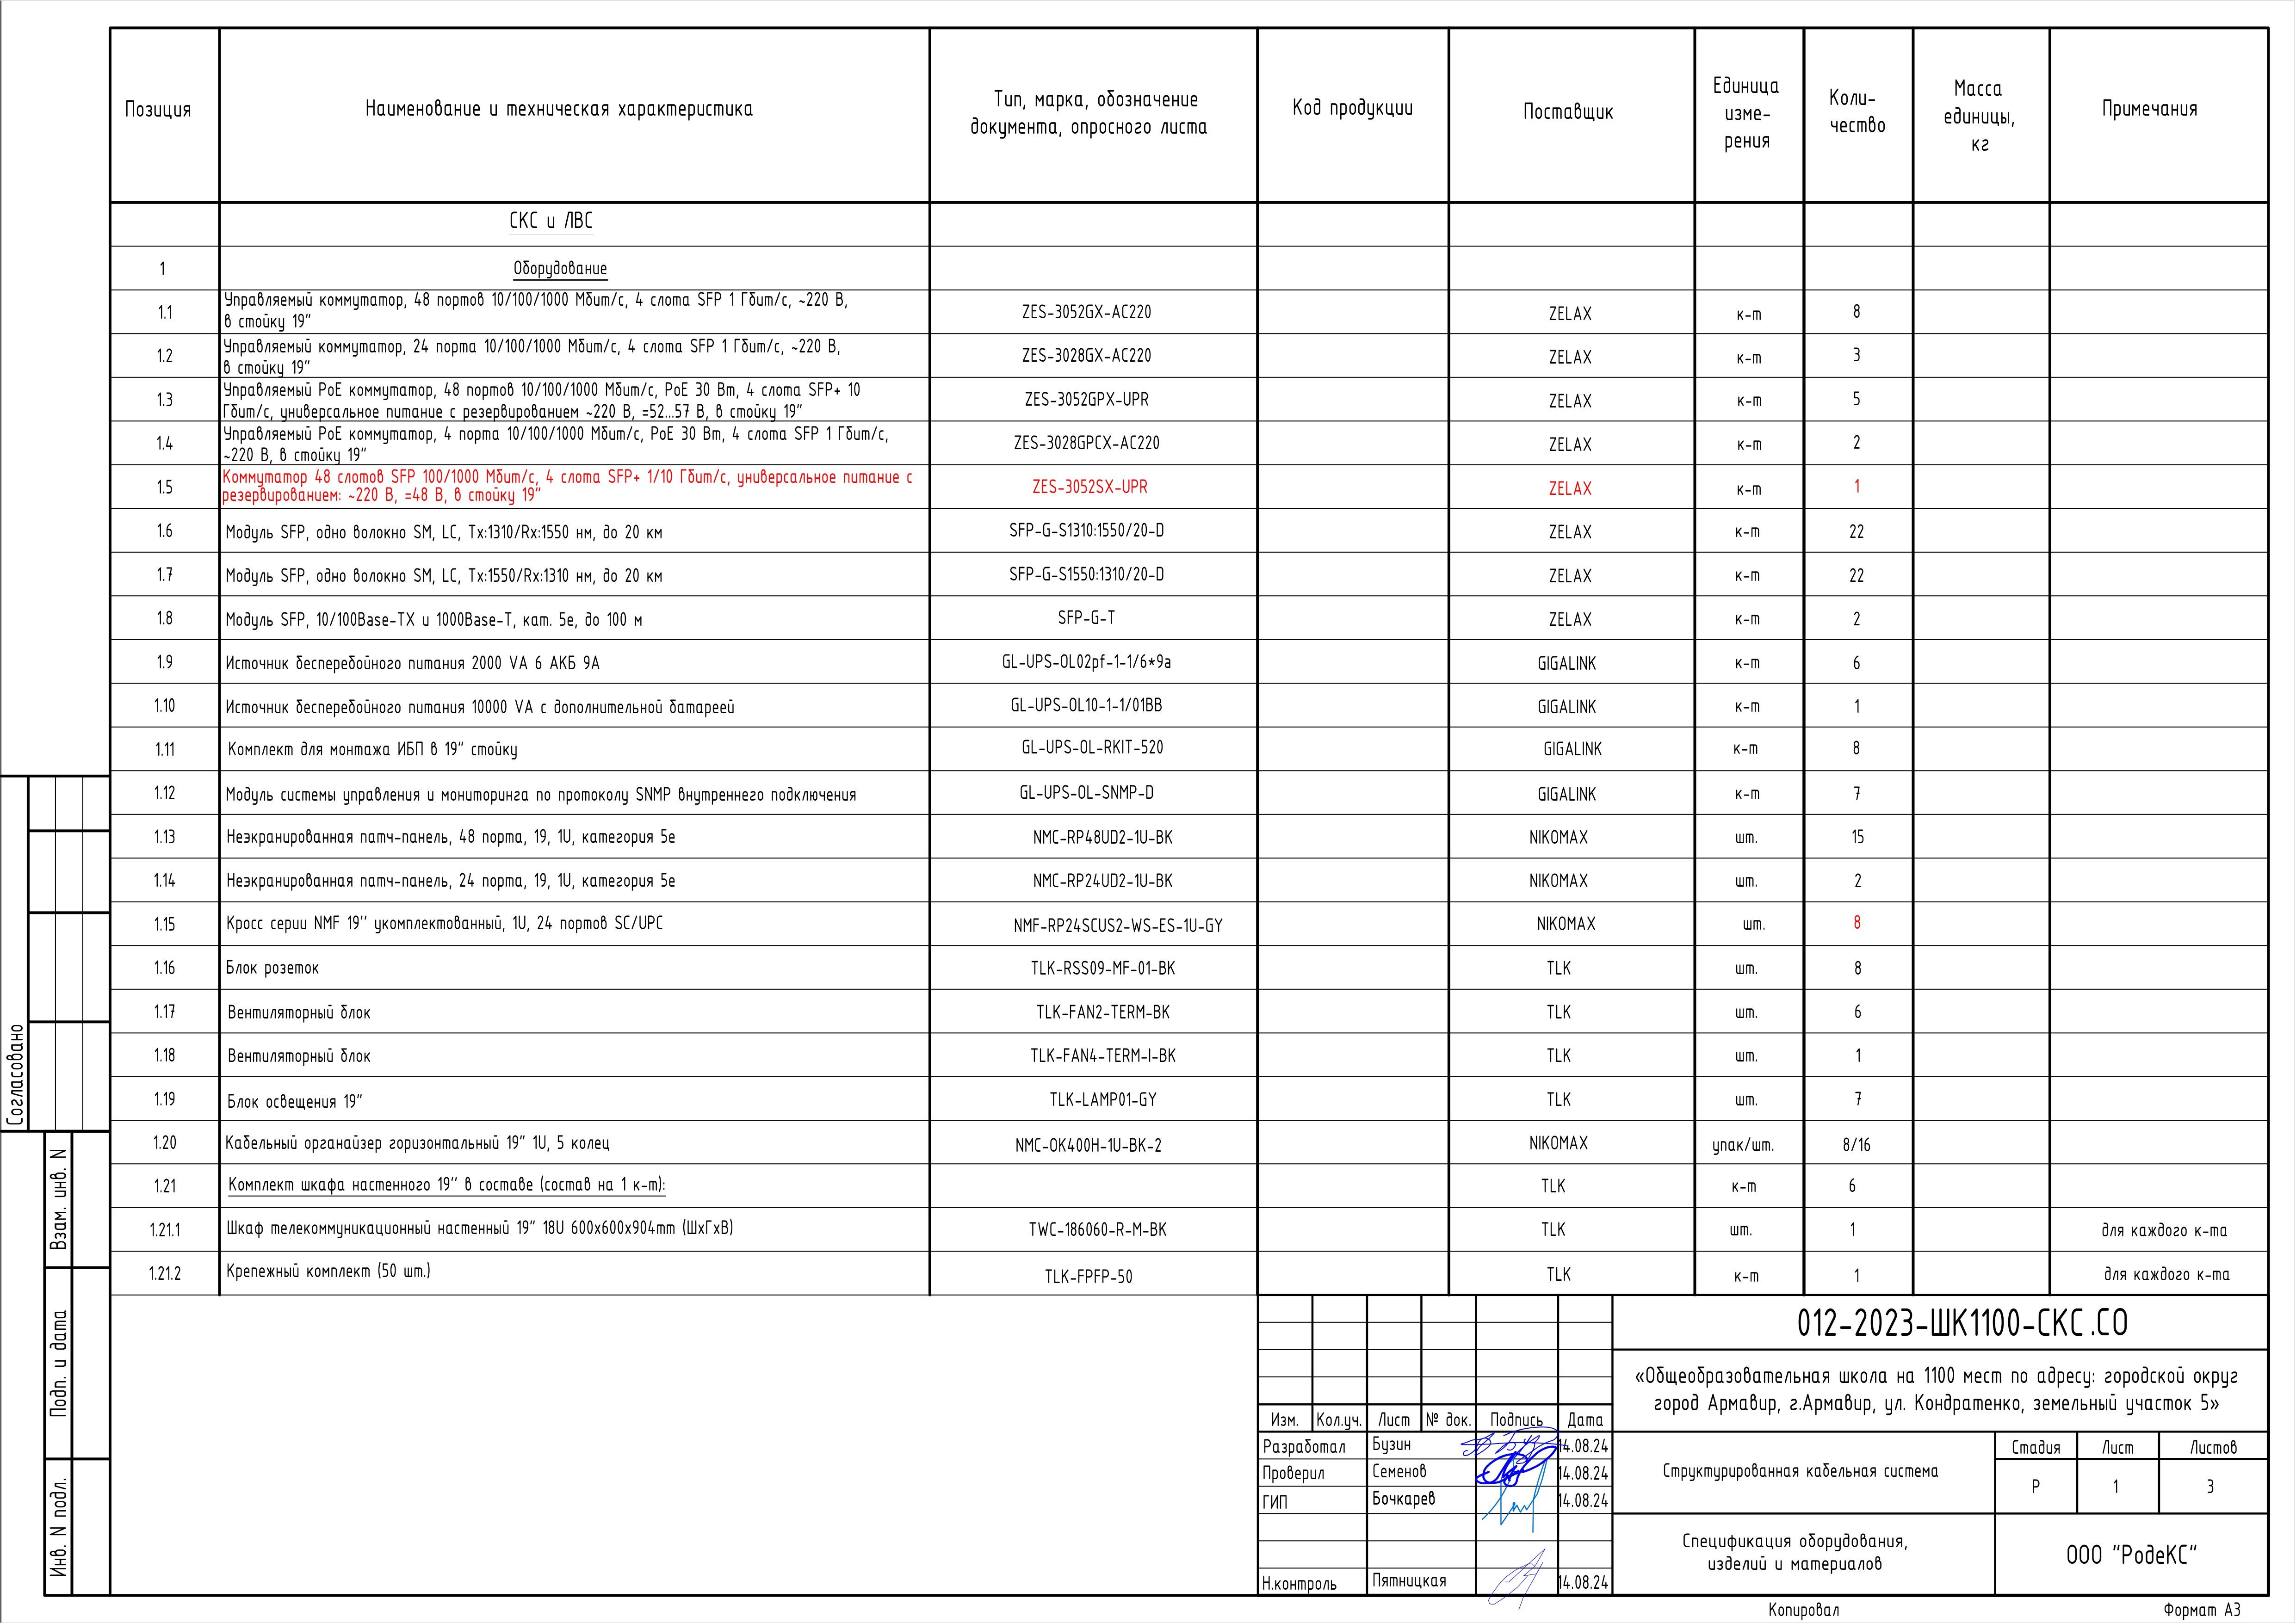 Позиция
Наименование и техническая характеристика
Тип, марка, обозначение
документа, опросного листа
Код продукции
Поставщик
Единица
изме-
рения
Коли-
чество
Масса
единицы,
кг
Примечания
СКС и ЛВС
1 Оборудование
1.1 Управляемый коммутатор, 48 портов 10/100/1000 Мбит/с, 4 слота SFP 1 Гбит/с, ~220 В,
в стойку 19" ZES-3052GX-AC220 ZELAX к-т 8
1.2 Управляемый коммутатор, 24 порта 10/100/1000 Мбит/с, 4 слота SFP 1 Гбит/с, ~220 В,
в стойку 19" ZES-3028GX-AC220 ZELAX к-т 3
1.3 Управляемый PoE коммутатор, 48 портов 10/100/1000 Мбит/с, PoE 30 Вт, 4 слота SFP+ 10
Гбит/с, универсальное питание с резервированием ~220 В, =52...57 В, в стойку 19" ZES-3052GPX-UPR ZELAX к-т 5
1.4 Управляемый PoE коммутатор, 4 порта 10/100/1000 Мбит/с, PoE 30 Вт, 4 слота SFP 1 Гбит/с,
~220 В, в стойку 19" ZES-3028GPCX-AC220 ZELAX к-т 2
1.5 Коммутатор 48 слотов SFP 100/1000 Мбит/с, 4 слота SFP+ 1/10 Гбит/с, универсальное питание с
резервированием: ~220 В, =48 В, в стойку 19" ZES-3052SX-UPR ZELAX к-т 1
1.6 Модуль SFP, одно волокно SM, LC, Tx:1310/Rx:1550 нм, до 20 км SFP-G-S1310:1550/20-D ZELAX к-т 22
1.7 Модуль SFP, одно волокно SM, LC, Tx:1550/Rx:1310 нм, до 20 км SFP-G-S1550:1310/20-D ZELAX к-т 22
1.8 Модуль SFP, 10/100Base-TX и 1000Base-T, кат. 5е, до 100 м SFP-G-T ZELAX к-т 2
1.9 Источник бесперебойного питания 2000 VA 6 АКБ 9А GL-UPS-OL02pf-1-1/6*9a GIGALINK к-т 6
1.10 Источник бесперебойного питания 10000 VA с дополнительной батареей GL-UPS-OL10-1-1/01BB GIGALINK к-т 1
1.11 Комплект для монтажа ИБП в 19" стойку GL-UPS-OL-RKIT-520 GIGALINK к-т 8
1.12 Модуль системы управления и мониторинга по протоколу SNMP внутреннего подключения GL-UPS-OL-SNMP-D GIGALINK к-т 7
1.13 Неэкранированная патч-панель, 48 порта, 19, 1U, категория 5е NMC-RP48UD2-1U-BK NIKOMAX шт. 15
1.14 Неэкранированная патч-панель, 24 порта, 19, 1U, категория 5е NMC-RP24UD2-1U-BK NIKOMAX шт. 2
1.15 Кросс серии NMF 19'' укомплектованный, 1U, 24 портов SC/UPC NMF-RP24SCUS2-WS-ES-1U-GY NIKOMAX шт. 8
1.16 Блок розеток TLK-RSS09-MF-01-BK TLK шт. 8
1.17 Вентиляторный блок TLK-FAN2-TERM-BK TLK шт. 6
1.18 Вентиляторный блок TLK-FAN4-TERM-I-BK TLK шт. 1
1.19 Блок освещения 19" TLK-LAMP01-GY TLK шт. 7
1.20 Кабельный органайзер горизонтальный 19" 1U, 5 колец NMC-OK400H-1U-BK-2 NIKOMAX упак/шт. 8/16
1.21 Комплект шкафа настенного 19'' в составе (состав на 1 к-т): TLK к-т 6
1.21.1 Шкаф телекоммуникационный настенный 19" 18U 600х600х904mm (ШхГхВ) TWC-186060-R-M-BK TLK шт. 1 для каждого к-та
1.21.2 Крепежный комплект (50 шт.) TLK-FPFP-50 TLK к-т 1 для каждого к-та
Согласовано
Взам. инв. N
Подп. и дата
Инв. N подл.
012-2023-ШК1100-СКС.СО
«Общеобразовательная школа на 1100 мест по адресу: городской округ
город Армавир, г.Армавир, ул. Кондратенко, земельный участок 5»
Изм. Кол.уч. Лист № док. Подпись Дата
Разработал Бузин 14.08.24
Проверил Семенов 14.08.24
ГИП Бочкарев 14.08.24
Н.контроль Пятницкая 14.08.24
Структурированная кабельная система
Стадия Лист Листов
Р 1 3
Спецификация оборудования,
изделий и материалов
ООО "РодеКС"
Копировал Формат А3